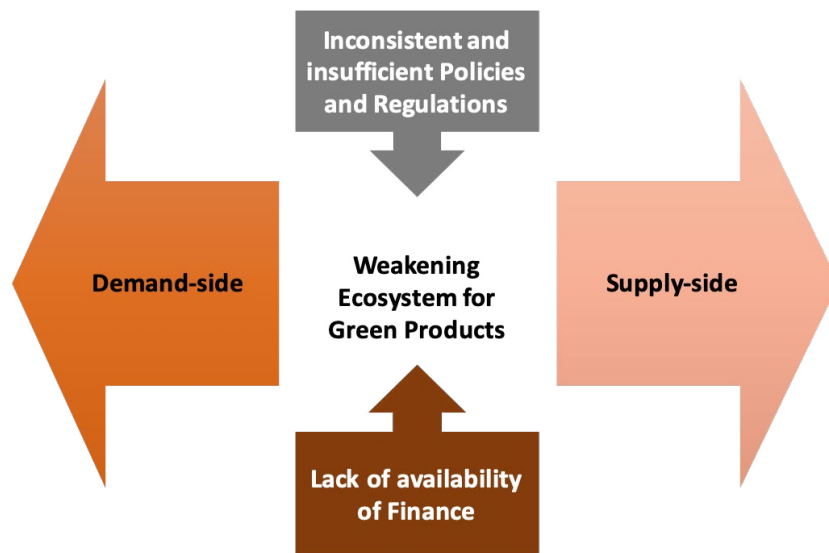 Inconsistent and
insufficient Policies
and Regulations
Demand-side
Weakening
Ecosystem for
Green Products
Supply-side
Lack of availability
of Finance